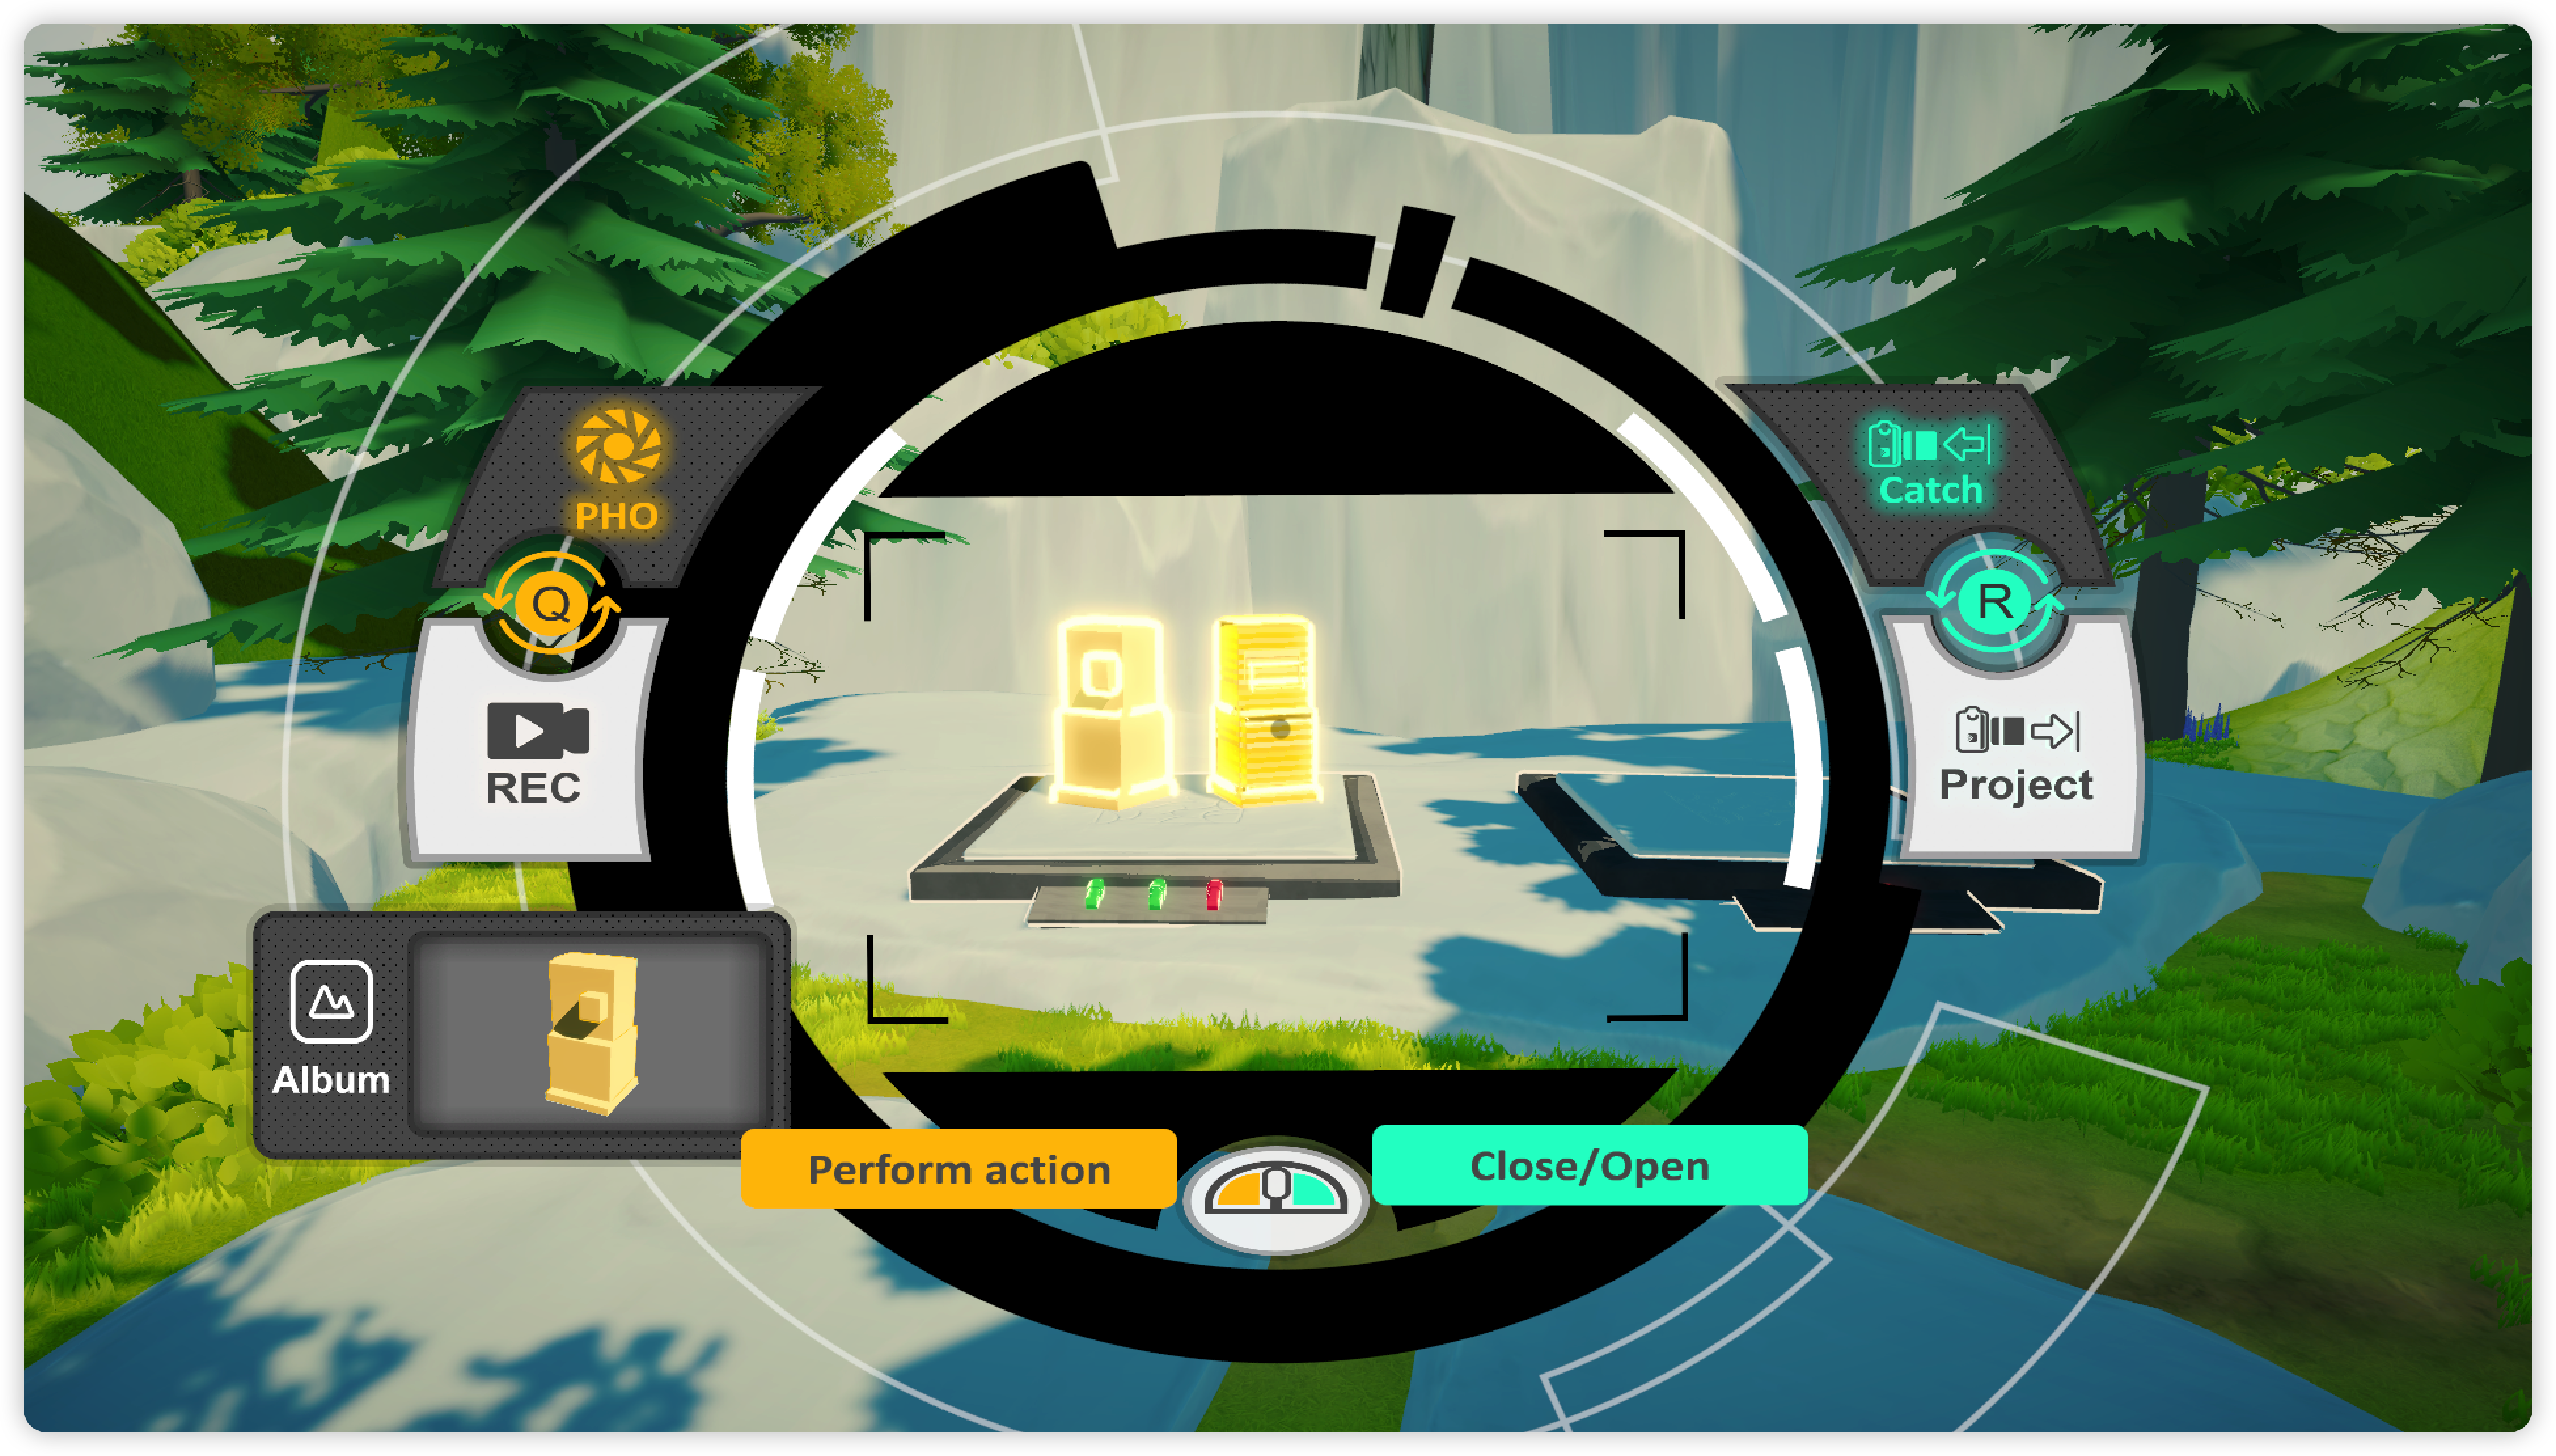 PHO
Q
REC
Catch
R
Project
Album
Perform action
Close/Open